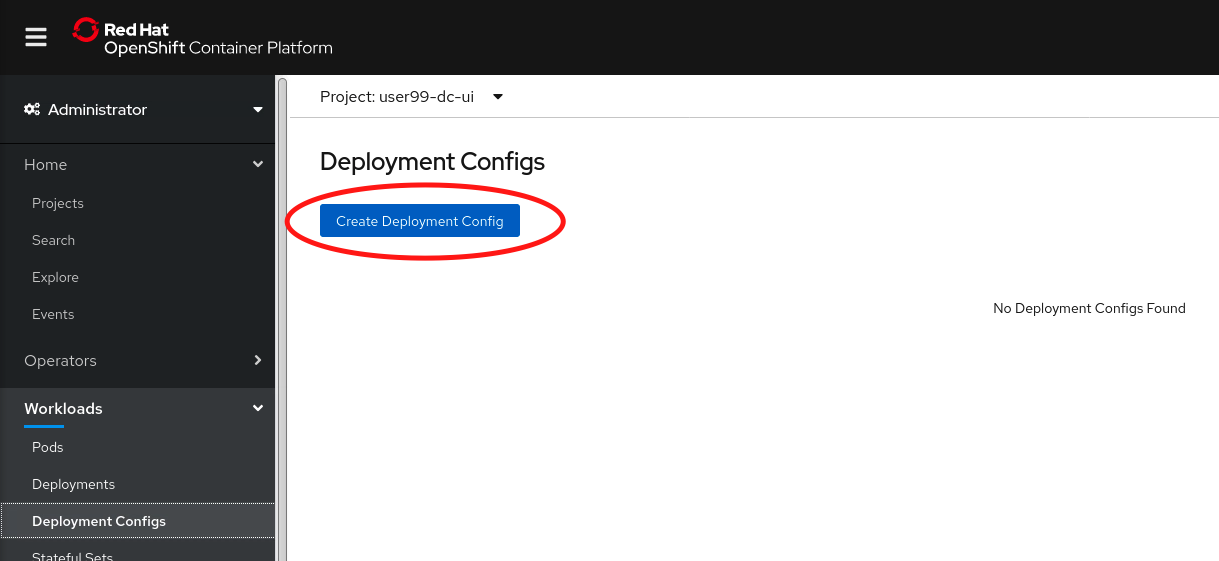 Red Hat
OpenShift Container Platform
Administrator
Home
Projects
Search
Explore
Events
Operators
Workloads
Pods
Deployments
Deployment Configs
Stateful Sets
Project: user99-dc-ui
Deployment Configs
Create Deployment Config
No Deployment Configs Found